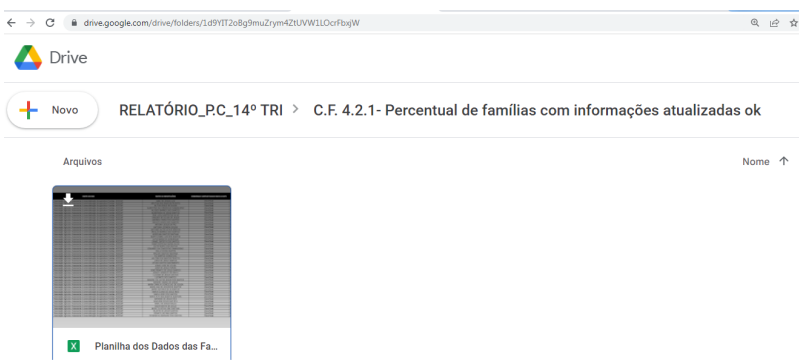 drive.google.com/drive/folders/1d9YIT2oBg9muZrym4ZtUVW1LOcrFbxjW
Drive
Novo
RELATÓRIO_P.C_14º TRI > C.F. 4.2.1- Percentual de famílias com informações atualizadas ok
Arquivos
Nome
X
Planilha dos Dados das Fa...